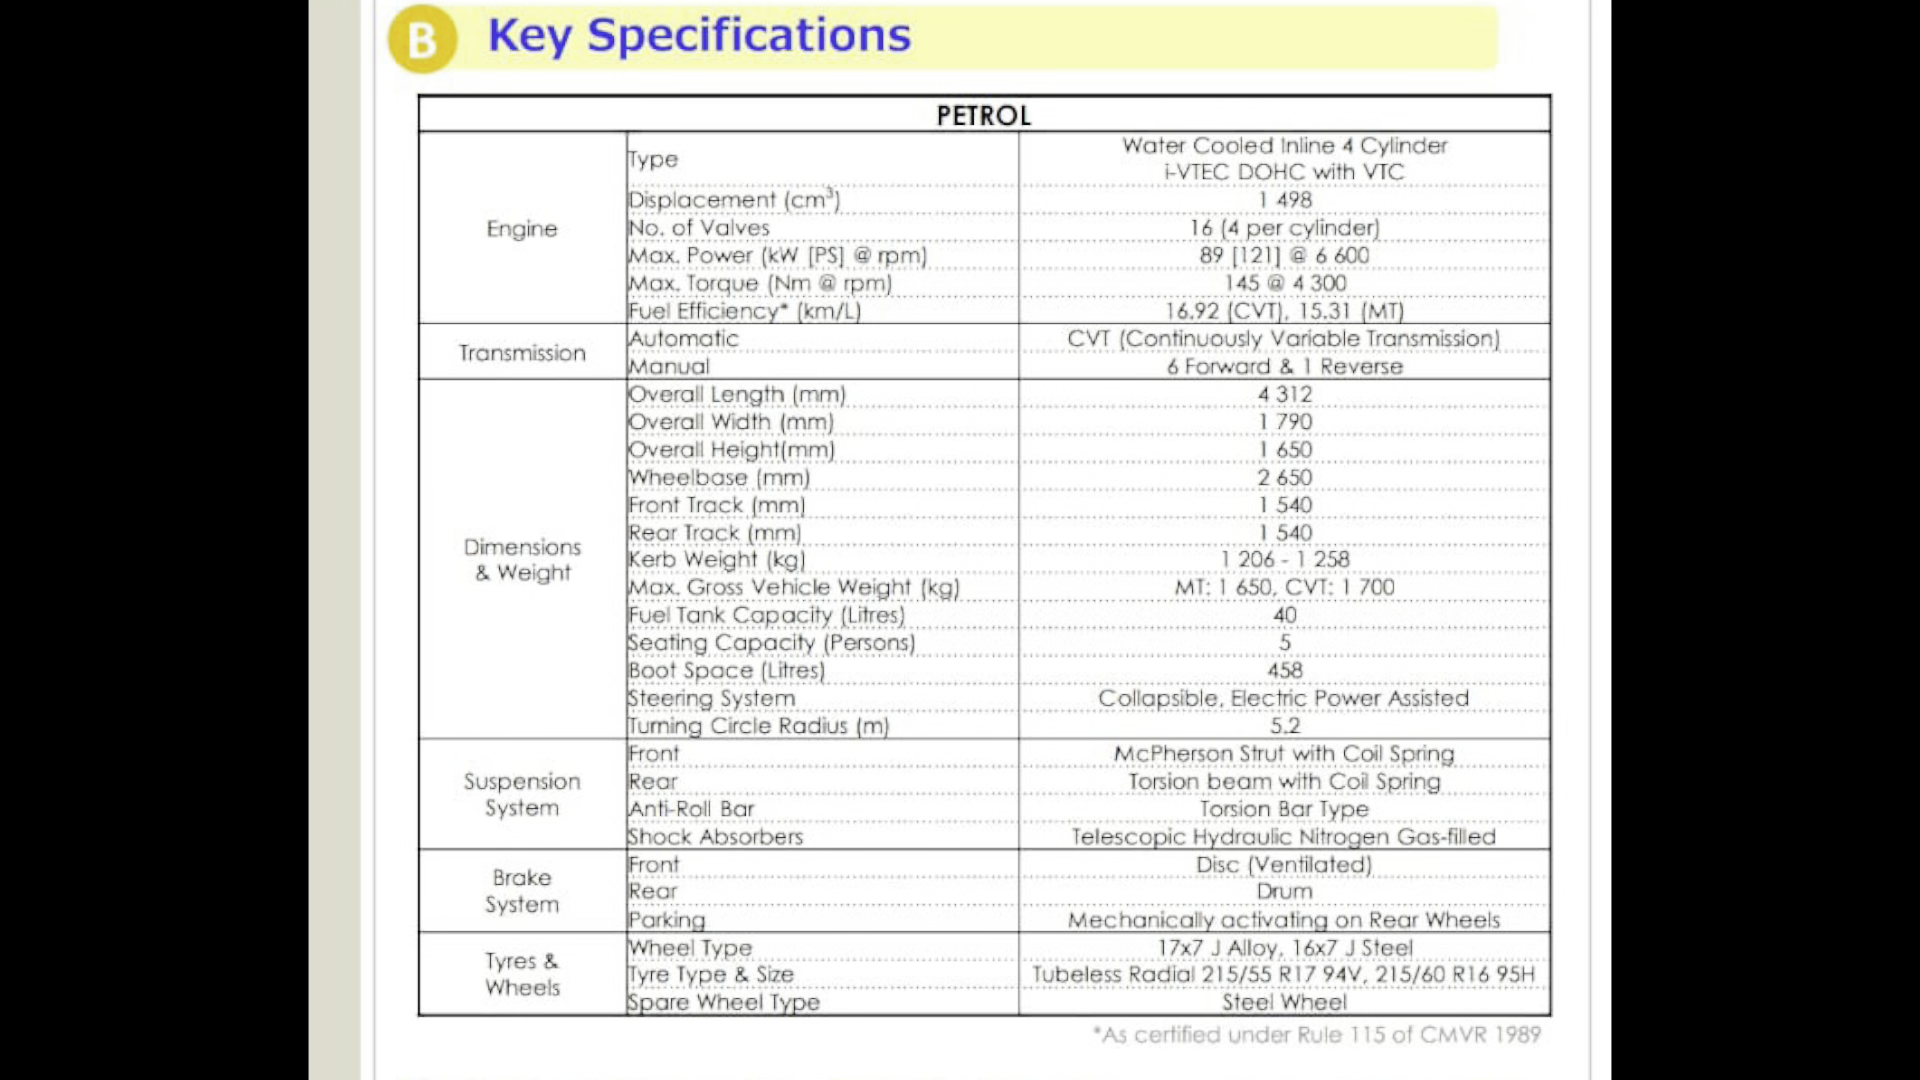 B Key Specifications
PETROL
Engine
Type
Water Cooled Inline 4 Cylinder
i-VTEC DOHC with VTC
Displacement (cm³) 1 498
No. of Valves 16 (4 per cylinder)
Max. Power (kW [PS] @ rpm) 89 [121] @ 6 600
Max. Torque (Nm @ rpm) 145 @ 4 300
Fuel Efficiency* (km/L) 16.92 (CVT), 15.31 (MT)
Transmission
Automatic CVT (Continuously Variable Transmission)
Manual 6 Forward & 1 Reverse
Dimensions
& Weight
Overall Length (mm) 4 312
Overall Width (mm) 1 790
Overall Height(mm) 1 650
Wheelbase (mm) 2 650
Front Track (mm) 1 540
Rear Track (mm) 1 540
Kerb Weight (kg) 1 206 - 1 258
Max. Gross Vehicle Weight (kg) MT: 1 650, CVT: 1 700
Fuel Tank Capacity (Litres) 40
Seating Capacity (Persons) 5
Boot Space (Litres) 458
Steering System Collapsible, Electric Power Assisted
Turning Circle Radius (m) 5.2
Suspension
System
Front McPherson Strut with Coil Spring
Rear Torsion beam with Coil Spring
Anti-Roll Bar Torsion Bar Type
Shock Absorbers Telescopic Hydraulic Nitrogen Gas-filled
Brake
System
Front Disc (Ventilated)
Rear Drum
Parking Mechanically activating on Rear Wheels
Tyres &
Wheels
Wheel Type 17x7 J Alloy, 16x7 J Steel
Tyre Type & Size Tubeless Radial 215/55 R17 94V, 215/60 R16 95H
Spare Wheel Type Steel Wheel
*As certified under Rule 115 of CMVR 1989